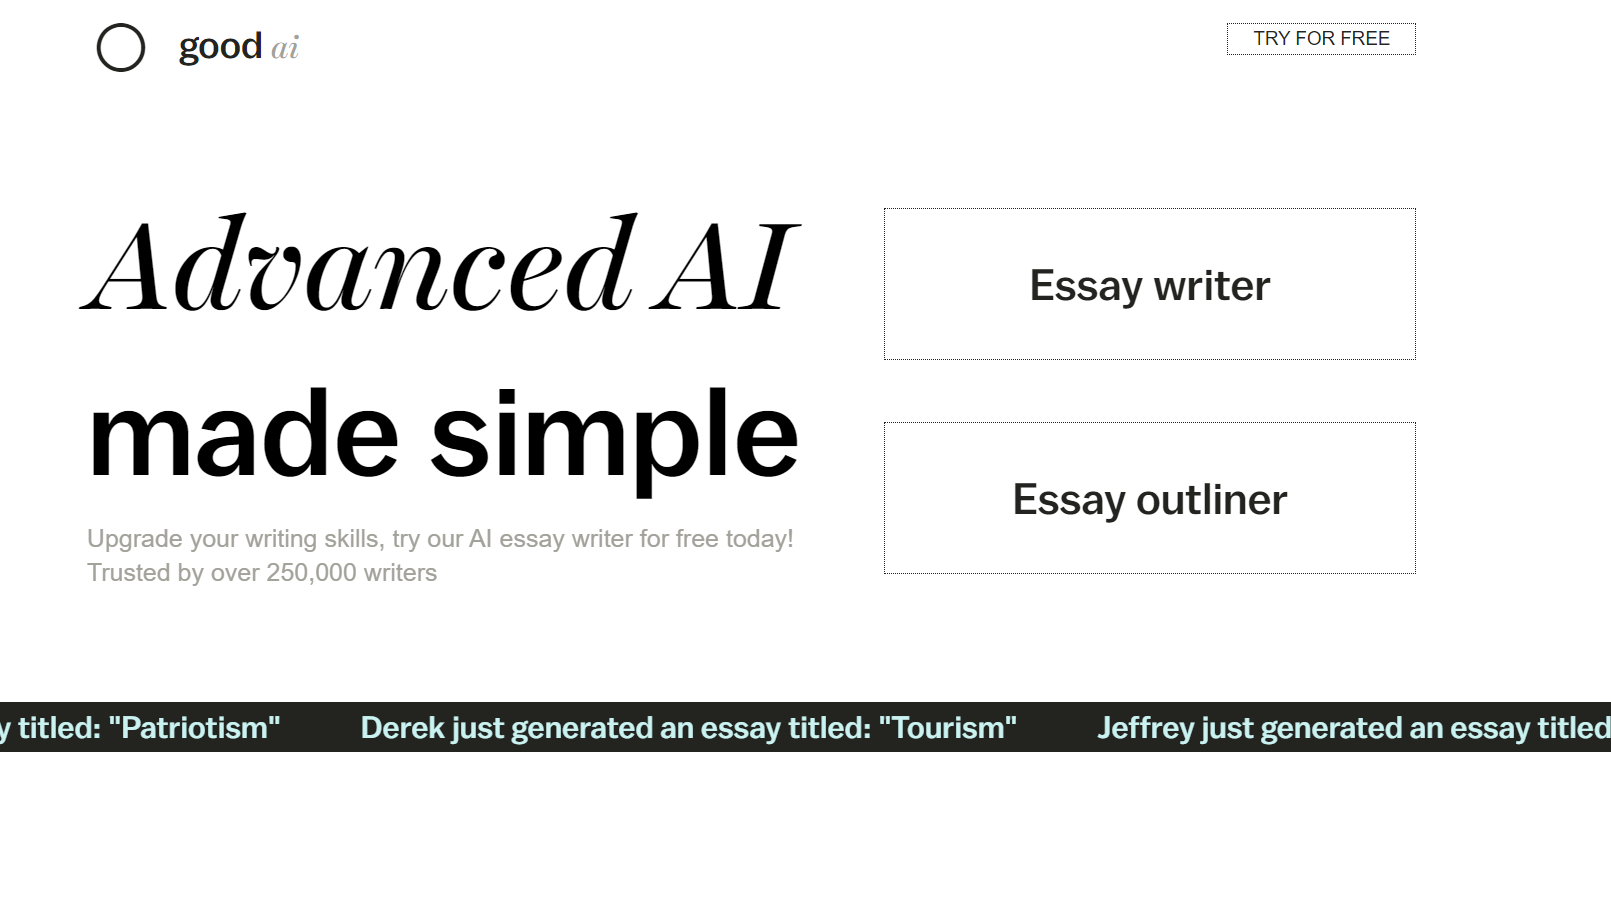 good ai
TRY FOR FREE
Advanced AI
made simple
Upgrade your writing skills, try our AI essay writer for free today!
Trusted by over 250,000 writers
Essay writer
Essay outliner
y titled: "Patriotism" Derek just generated an essay titled: "Tourism" Jeffrey just generated an essay titled